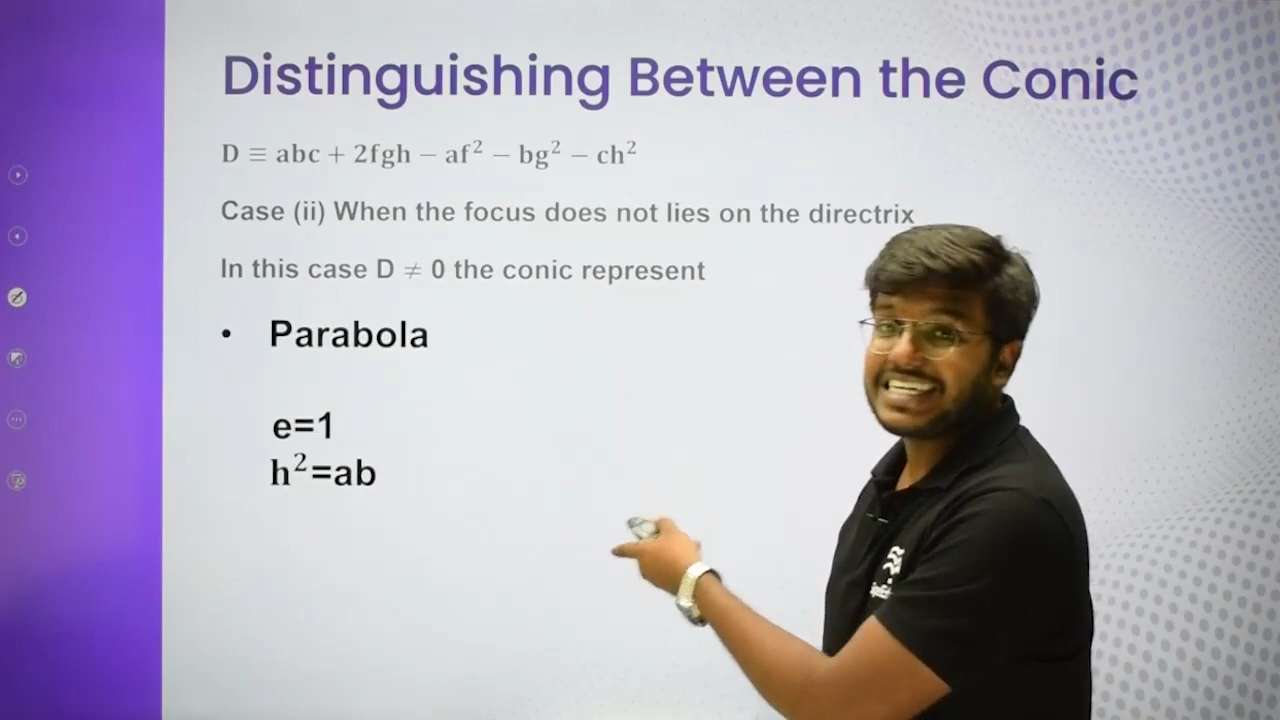 Distinguishing Between the Conic
D ≡ abc + 2fgh − af² − bg² − ch²
Case (ii) When the focus does not lies on the directrix
In this case D ≠ 0 the conic represent
• Parabola
e=1
h²=ab